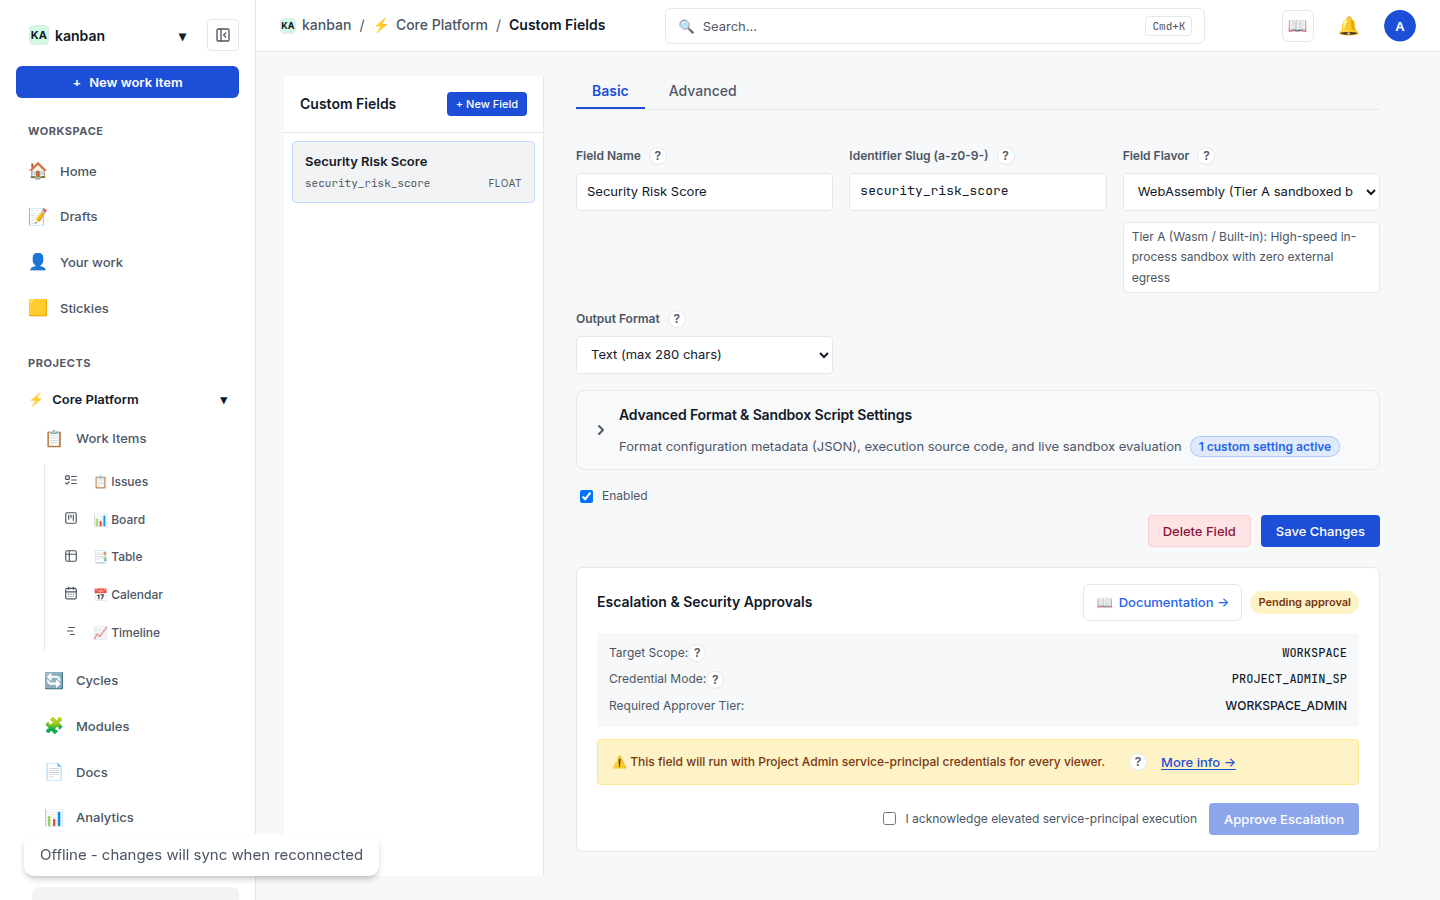 KA kanban ▼
+ New work item
WORKSPACE
Home
Drafts
Your work
Stickies
PROJECTS
Core Platform ▼
Work Items
Issues
Board
Table
Calendar
Timeline
Cycles
Modules
Docs
Analytics
Offline - changes will sync when reconnected
KA kanban / ⚡ Core Platform / Custom Fields
Search...
Cmd+K
A
Custom Fields
+ New Field
Security Risk Score
security_risk_score FLOAT
Basic Advanced
Field Name ?
Security Risk Score
Identifier Slug (a-z0-9-) ?
security_risk_score
Field Flavor ?
WebAssembly (Tier A sandboxed b
Tier A (Wasm / Built-in): High-speed in-
process sandbox with zero external
egress
Output Format ?
Text (max 280 chars)
Advanced Format & Sandbox Script Settings
Format configuration metadata (JSON), execution source code, and live sandbox evaluation 1 custom setting active
Enabled
Delete Field Save Changes
Escalation & Security Approvals
Documentation → Pending approval
Target Scope: ? WORKSPACE
Credential Mode: ? PROJECT_ADMIN_SP
Required Approver Tier: WORKSPACE_ADMIN
⚠️ This field will run with Project Admin service-principal credentials for every viewer. ? More info →
I acknowledge elevated service-principal execution Approve Escalation